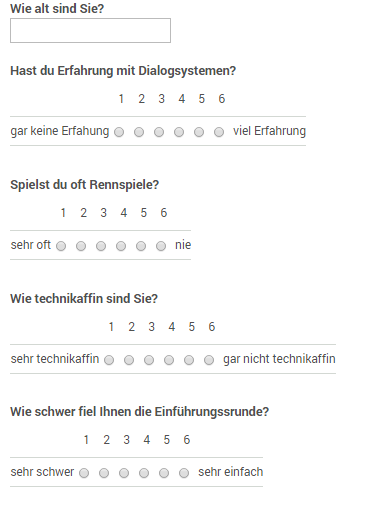 Wie alt sind Sie?
Hast du Erfahrung mit Dialogsystemen?
1 2 3 4 5 6
gar keine Erfahung viel Erfahrung
Spielst du oft Rennspiele?
1 2 3 4 5 6
sehr oft nie
Wie technikaffin sind Sie?
1 2 3 4 5 6
sehr technikaffin gar nicht technikaffin
Wie schwer fiel Ihnen die Einführungssrunde?
1 2 3 4 5 6
sehr schwer sehr einfach